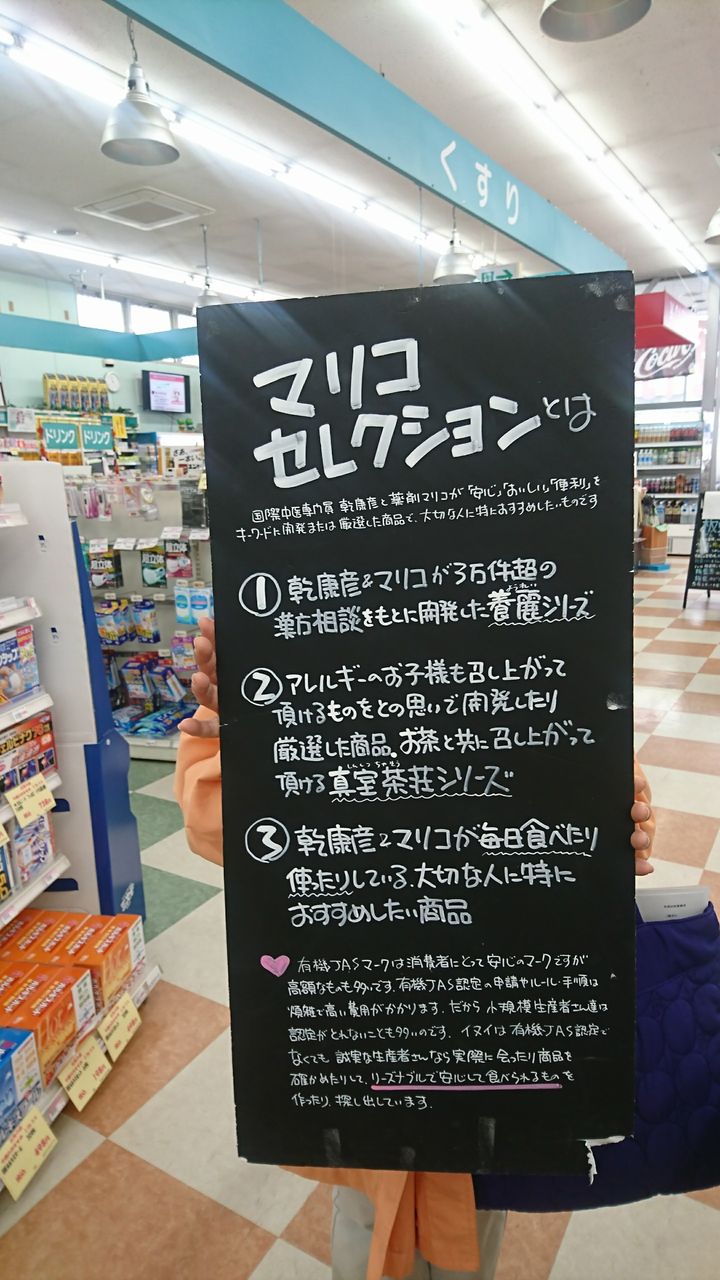 くすり
マリコ
セレクションとは
国際中医専門員 乾康彦と薬剤マリコが「安心」「おいしい」「便利」を
キーワードに開発または厳選した商品で、大切な人に特におすすめしたいものです
① 乾康彦&マリコが3万件超の
薬方相談をもとに開発した養麗シリーズ
② アレルギーのお子様も召し上がって
頂けるものをとの思いで開発したり
厳選した商品。お茶と共に召し上がって
頂ける真室茶荘シリーズ
③ 乾康彦とマリコが毎日食べたり
使ったりしている、大切な人に特に
おすすめしたい商品
有機JASマークは消費者にとって安心のマークですが
高額なものも多いです。有機JAS認定の申請やルール・手順は
煩雑で高い費用がかかります。だから小規模生産者さん達は
認定がとれないことも多いのです。イヌイは有機JAS認定で
なくても、誠実な生産者さんなら実際に会ったり商品を
確かめたりして、リーズナブルで安心して食べられるものを
作ったり、探し出しています。
ドリンク
ドリンク
超立体